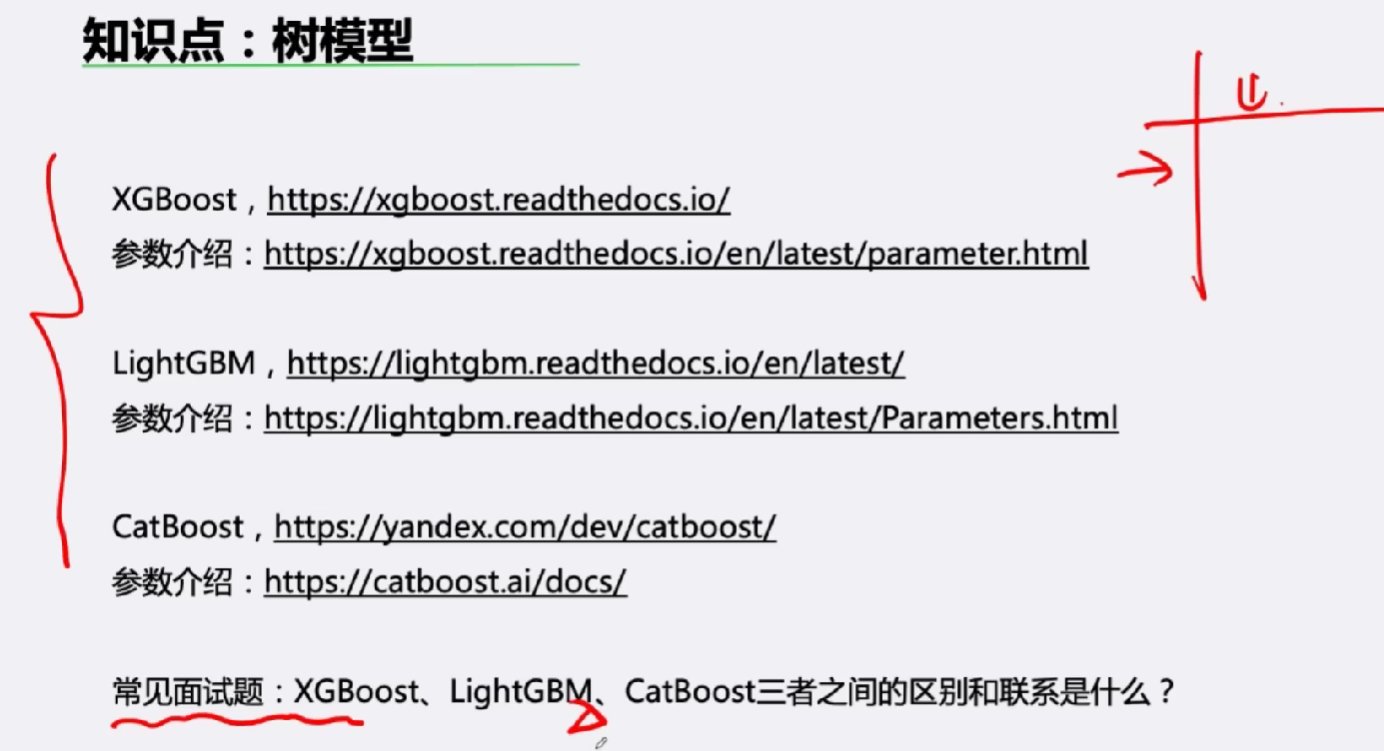 知识点：树模型
XGBoost，https://xgboost.readthedocs.io/
参数介绍：https://xgboost.readthedocs.io/en/latest/parameter.html
LightGBM，https://lightgbm.readthedocs.io/en/latest/
参数介绍：https://lightgbm.readthedocs.io/en/latest/Parameters.html
CatBoost，https://yandex.com/dev/catboost/
参数介绍：https://catboost.ai/docs/
常见面试题：XGBoost、LightGBM、CatBoost三者之间的区别和联系是什么？